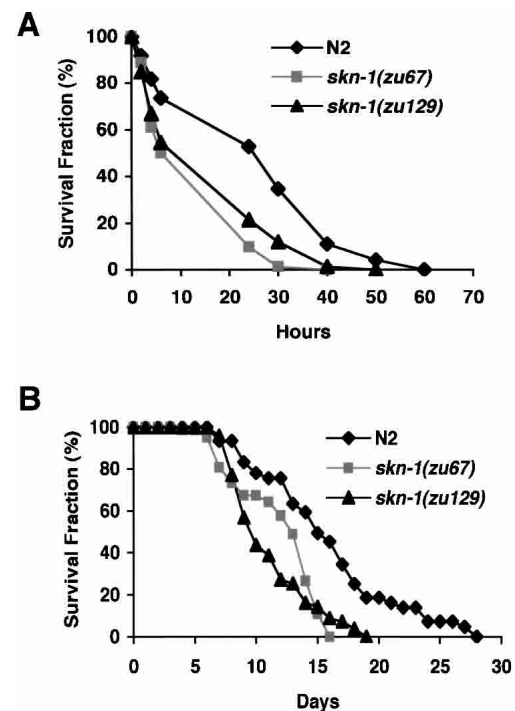 A
Survival Fraction (%)
100
80
60
40
20
0
N2
skn-1(zu67)
skn-1(zu129)
0 10 20 30 40 50 60 70
Hours
B
Survival Fraction (%)
100
80
60
40
20
0
N2
skn-1(zu67)
skn-1(zu129)
0 5 10 15 20 25 30
Days